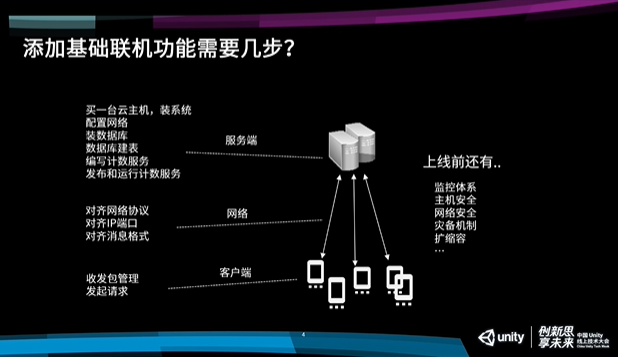 添加基础联机功能需要几步？
买一台云主机，装系统
配置网络
装数据库
数据库建表
编写计数服务
发布和运行计数服务
服务端
对齐网络协议
对齐IP端口
对齐消息格式
网络
收发包管理
发起请求
客户端
上线前还有..
监控体系
主机安全
网络安全
灾备机制
扩缩容
…
4
unity
创新思
享未来
中国 Unity
线上技术大会
China Unity Tech Week